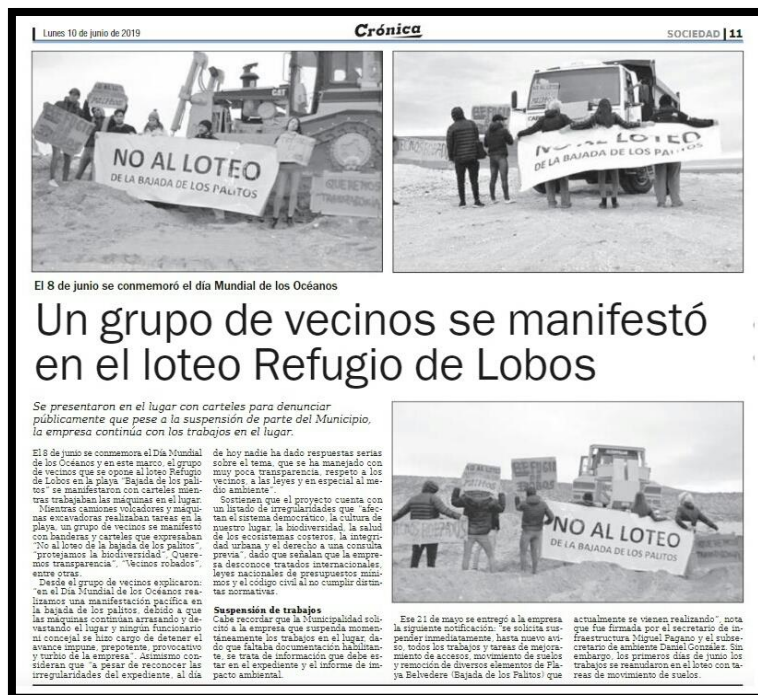 Lunes 10 de junio de 2019
Crónica
SOCIEDAD | 11
NO AL LOTEO
DE LA BAJADA DE LOS PALITOS
QUEREMOS
TRANSPARENCIA
NO AL LOTEO
DE LA BAJADA DE LOS PALITOS
El 8 de junio se conmemoró el día Mundial de los Océanos
Un grupo de vecinos se manifestó
en el loteo Refugio de Lobos
Se presentaron en el lugar con carteles para denunciar
públicamente que pese a la suspensión de parte del Municipio,
la empresa continúa con los trabajos en el lugar.
El 8 de junio se conmemora el Día Mundial
de los Océanos y en este marco, el grupo
de vecinos que se opone al loteo Refugio
de Lobos en la playa "Bajada de los pali-
tos" se manifestaron con carteles mien-
tras trabajaban las máquinas en el lugar.
Mientras camiones volcadores y máqui-
nas excavadoras realizaban tareas en la
playa, un grupo de vecinos se manifestó
con banderas y carteles que expresaban
"No al loteo de la bajada de los palitos",
"protejamos la biodiversidad", Quere-
mos transparencia", "Vecinos robados",
entre otras.
Desde el grupo de vecinos explicaron:
"en el Día Mundial de los Océanos rea-
lizamos una manifestación pacífica en
la bajada de los palitos, debido a que
las máquinas continúan arrasando y de-
vastando el lugar y ningún funcionario
ni concejal se hizo cargo de detener el
avance impune, prepotente, provocativo
y turbio de la empresa". Asimismo con-
sideran que "a pesar de reconocer las
irregularidades del expediente, al día
de hoy nadie ha dado respuestas serias
sobre el tema, que se ha manejado con
muy poca transparencia, respeto a los
vecinos, a las leyes y en especial al me-
dio ambiente".
Sostienen que el proyecto cuenta con
un listado de irregularidades que "afec-
tan el sistema democrático, la cultura de
nuestro lugar, la biodiversidad, la salud
de los ecosistemas costeros, la integri-
dad urbana y el derecho a una consulta
previa", dado que señalan que la empre-
sa desconoce tratados internacionales,
leyes nacionales de presupuestos míni-
mos y el código civil al no cumplir distin-
tas normativas.
Suspensión de trabajos
Cabe recordar que la Municipalidad soli-
citó a la empresa que suspenda momen-
táneamente los trabajos en el lugar, da-
do que faltaba documentación habilitan-
te, se trata de información que debe es-
tar en el expediente y el informe de im-
pacto ambiental.
NO AL LOTEO
DE LA BAJADA DE LOS PALITOS
Ese 21 de mayo se entregó a la empresa
la siguiente notificación: "se solicita sus-
pender inmediatamente, hasta nuevo avi-
so, todos los trabajos y tareas de mejora-
miento de accesos, movimiento de suelos
y remoción de diversos elementos de Pla-
ya Belvedere (Bajada de los Palitos) que
actualmente se vienen realizando", nota
que fue firmada por el secretario de in-
fraestructura Miguel Pagano y el subse-
cretario de ambiente Daniel González. Sin
embargo, los primeros días de junio los
trabajos se reanudaron en el loteo con ta-
reas de movimiento de suelos.